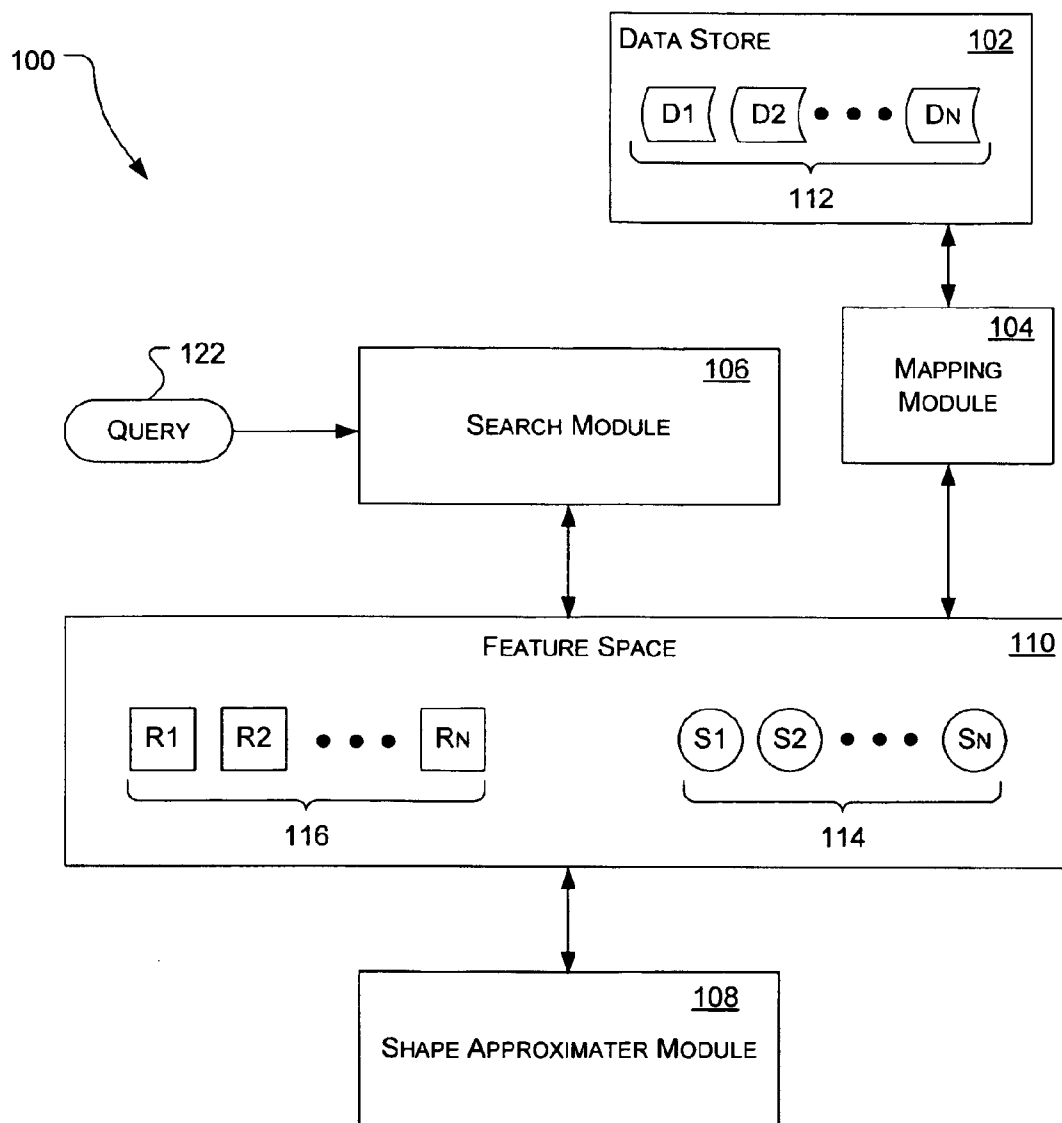 100
DATA STORE 102
D1 D2 DN
112
104
MAPPING
MODULE
122
QUERY
106
SEARCH MODULE
FEATURE SPACE 110
R1 R2 RN
116
S1 S2 SN
114
108
SHAPE APPROXIMATER MODULE